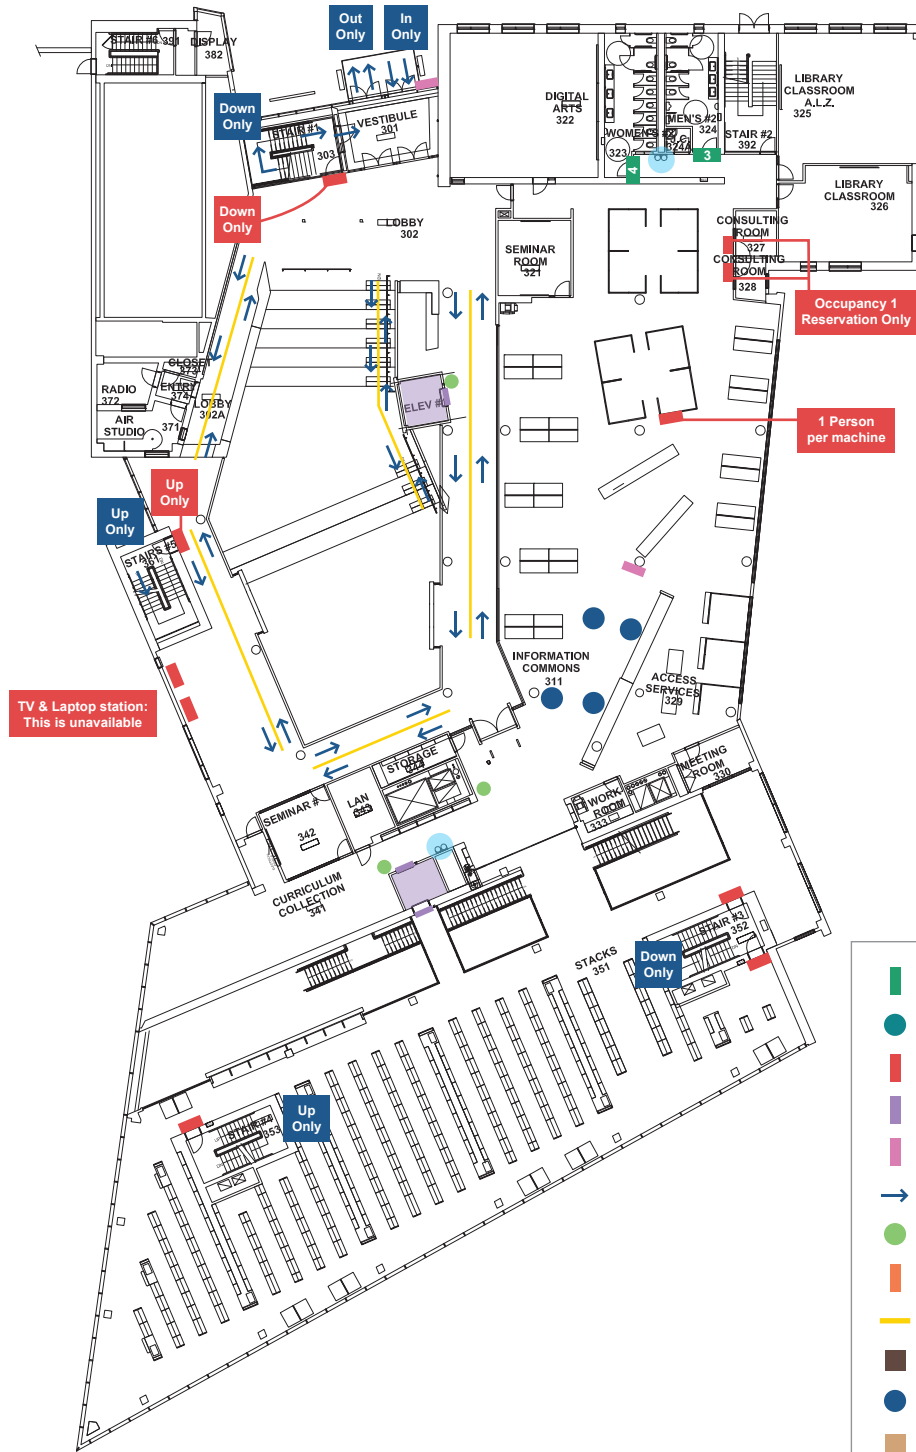 Out
Only
In
Only
STAIR #6
391
DISPLAY
382
Down
Only
STAIR #1
303
VESTIBULE
301
DIGITAL
ARTS
322
WOMEN'S #2
323
MEN'S #2
324
324A
STAIR #2
392
LIBRARY
CLASSROOM
A.L.Z.
325
4
3
LIBRARY
CLASSROOM
326
Down
Only
LOBBY
302
SEMINAR
ROOM
321
CONSULTING
ROOM
327
CONSULTING
ROOM
328
Occupancy 1
Reservation Only
CLOSET
373
RADIO
372
ENTRY
374
LOBBY
302A
AIR
STUDIO
371
ELEV #
1 Person
per machine
Up
Only
Up
Only
STAIRS #5
361
INFORMATION
COMMONS
311
ACCESS
SERVICES
329
TV & Laptop station:
This is unavailable
STORAGE
344
LAN
343
SEMINAR #
342
MEETING
ROOM
330
WORK
ROOM
333
CURRICULUM
COLLECTION
341
STAIR #3
352
STACKS
351
Down
Only
Up
Only
STAIR #4
353